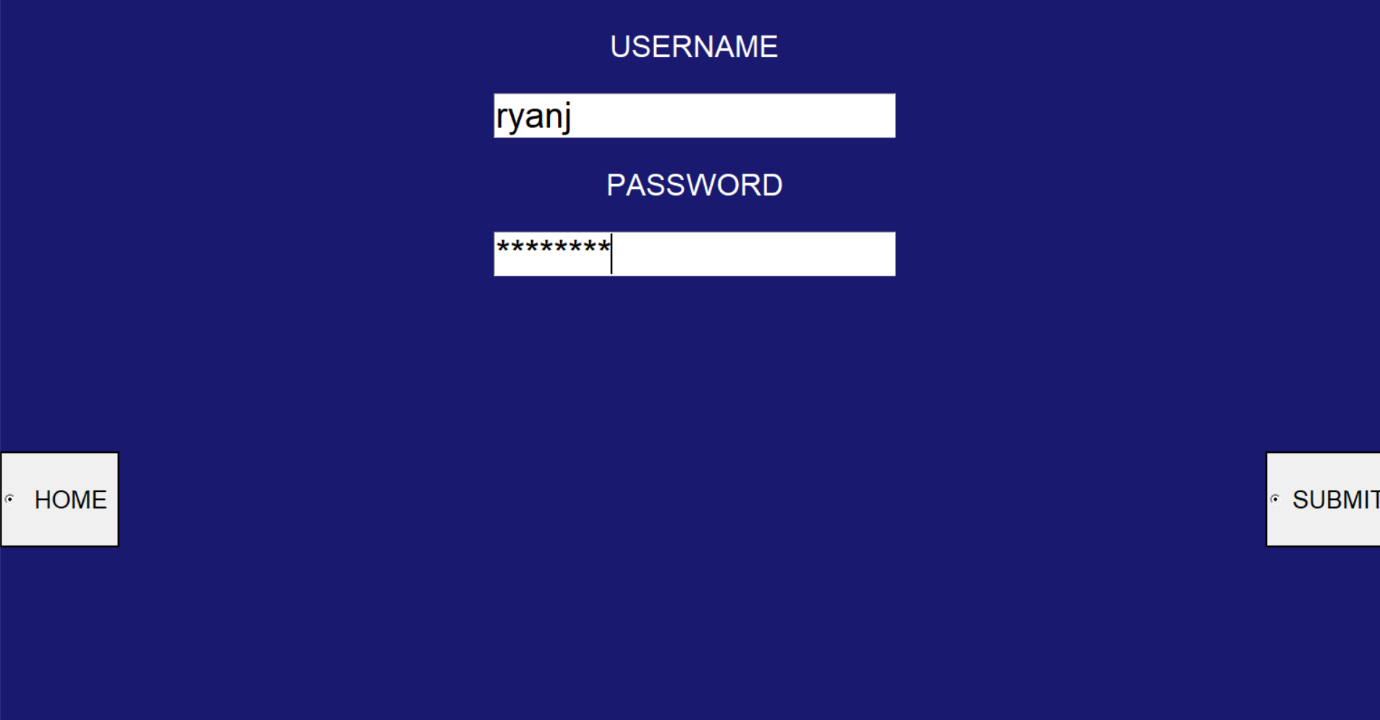 USERNAME
ryanj
PASSWORD
********
HOME
SUBMIT